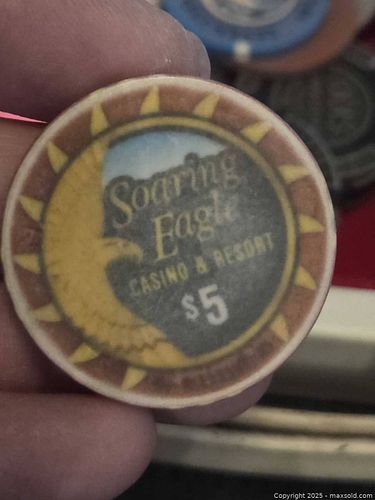 Soaring
Eagle
CASINO & RESORT
$5
Copyright 2025 - maxsold.com